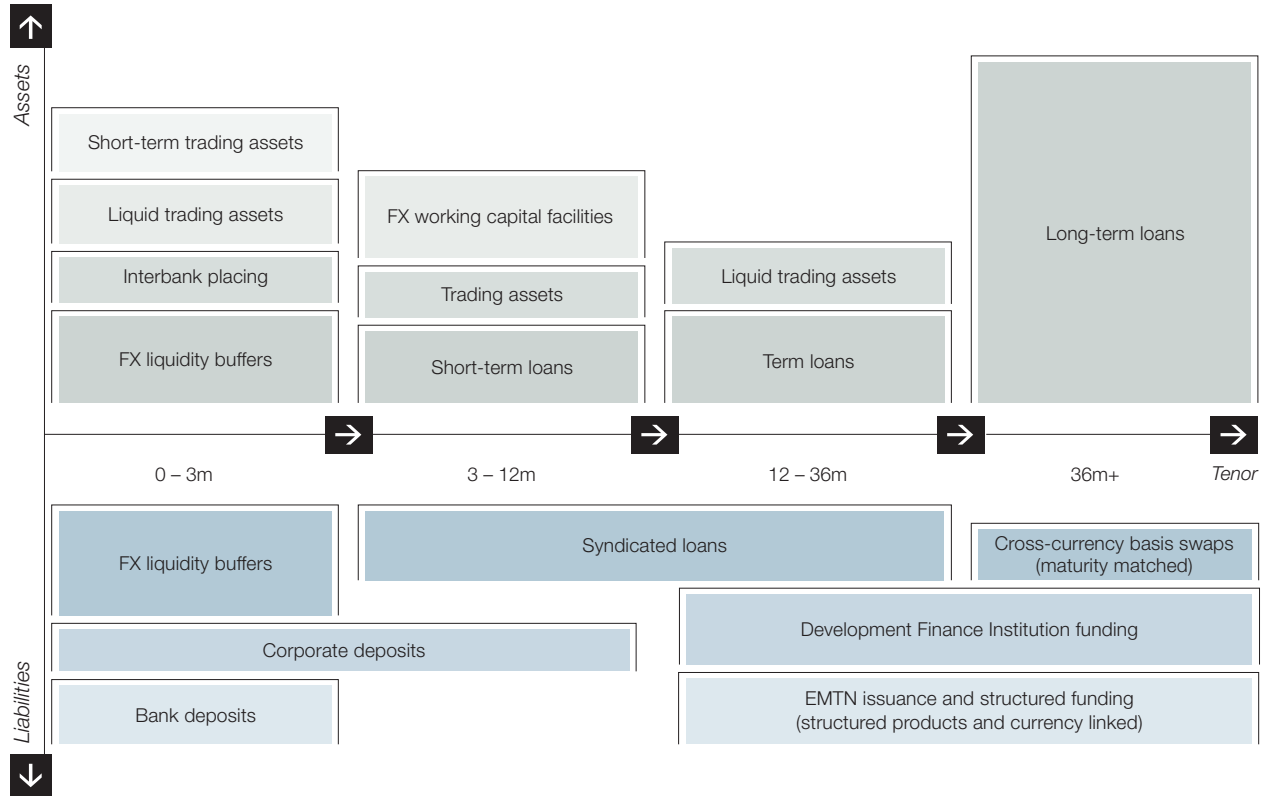 Assets
Short-term trading assets
Liquid trading assets
Interbank placing
FX liquidity buffers
FX working capital facilities
Trading assets
Short-term loans
Liquid trading assets
Term loans
Long-term loans
0 – 3m
3 – 12m
12 – 36m
36m+
Tenor
Liabilities
FX liquidity buffers
Corporate deposits
Bank deposits
Syndicated loans
Cross-currency basis swaps
(maturity matched)
Development Finance Institution funding
EMTN issuance and structured funding
(structured products and currency linked)